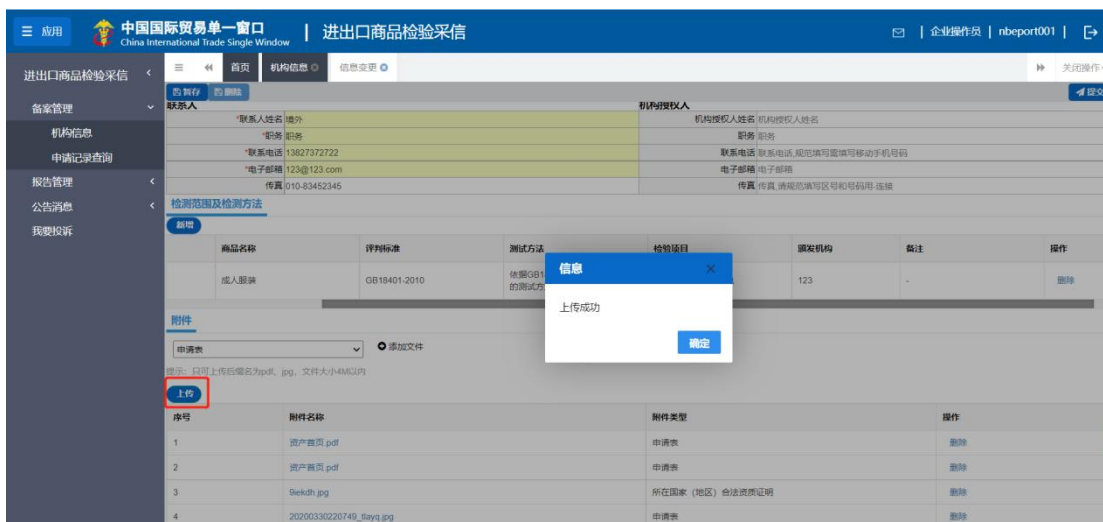 应用
中国国际贸易单一窗口
China International Trade Single Window
进出口商品检验采信
企业操作员 | nbeport001
进出口商品检验采信
首页
机构信息
信息变更
关闭操作
备案管理
机构信息
申请记录查询
报告管理
公告消息
我要投诉
暂存
删除
提交
联系人
机构授权人
*联系人姓名 境外
机构授权人姓名 机构授权人姓名
*职务 职务
职务 职务
*联系电话 13827372722
联系电话 联系电话,规范填写需填写移动手机号码
*电子邮箱 123@123.com
电子邮箱 电子邮箱
传真 010-83452345
传真 传真,请规范填写区号和号码用-连接
检测范围及检测方法
新增
商品名称 评判标准 测试方法 检验项目 颁发机构 备注 操作
成人服装 GB18401-2010 依据GB1 123 - 删除
的测试方
信息
上传成功
确定
附件
申请表
添加文件
提示: 只可上传后缀名为pdf、jpg, 文件大小4M以内
上传
序号 附件名称 附件类型 操作
1 资产首页.pdf 申请表 删除
2 资产首页.pdf 申请表 删除
3 9iekdh.jpg 所在国家（地区）合法资质证明 删除
4 20200330220749_ttayq.jpg 申请表 删除